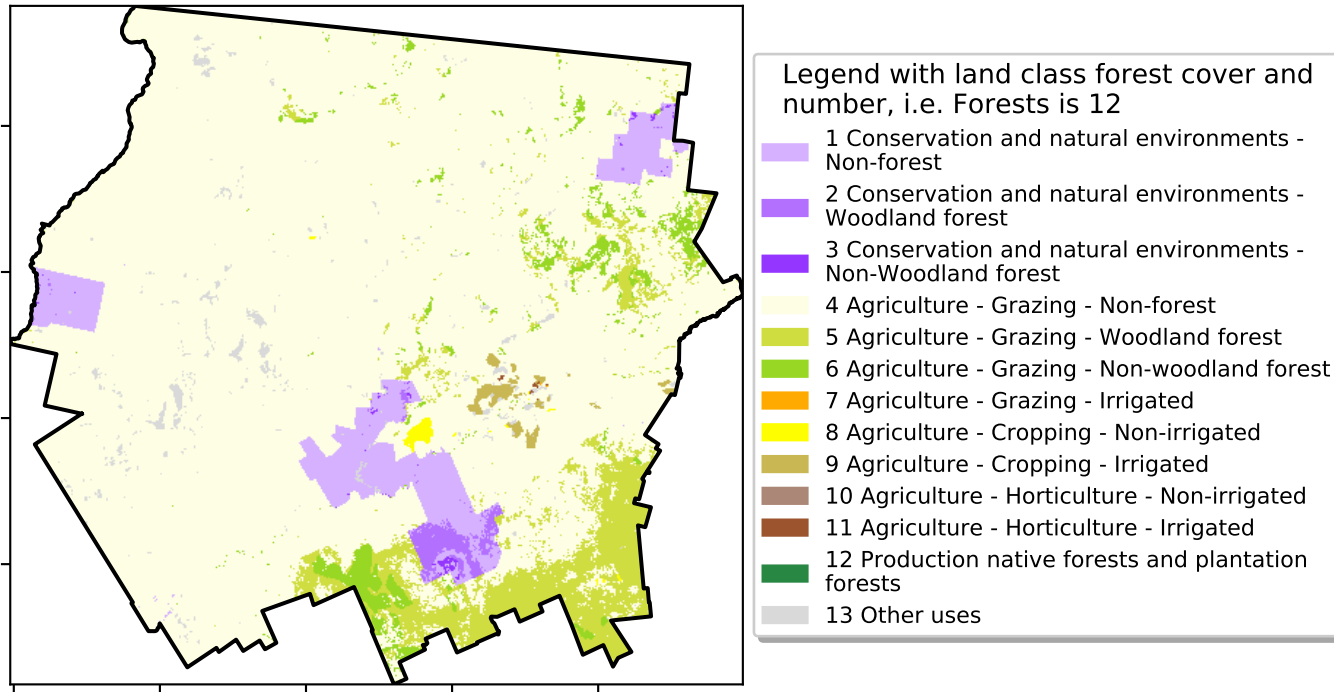 Legend with land class forest cover and
number, i.e. Forests is 12
1 Conservation and natural environments -
Non-forest
2 Conservation and natural environments -
Woodland forest
3 Conservation and natural environments -
Non-Woodland forest
4 Agriculture - Grazing - Non-forest
5 Agriculture - Grazing - Woodland forest
6 Agriculture - Grazing - Non-woodland forest
7 Agriculture - Grazing - Irrigated
8 Agriculture - Cropping - Non-irrigated
9 Agriculture - Cropping - Irrigated
10 Agriculture - Horticulture - Non-irrigated
11 Agriculture - Horticulture - Irrigated
12 Production native forests and plantation
forests
13 Other uses